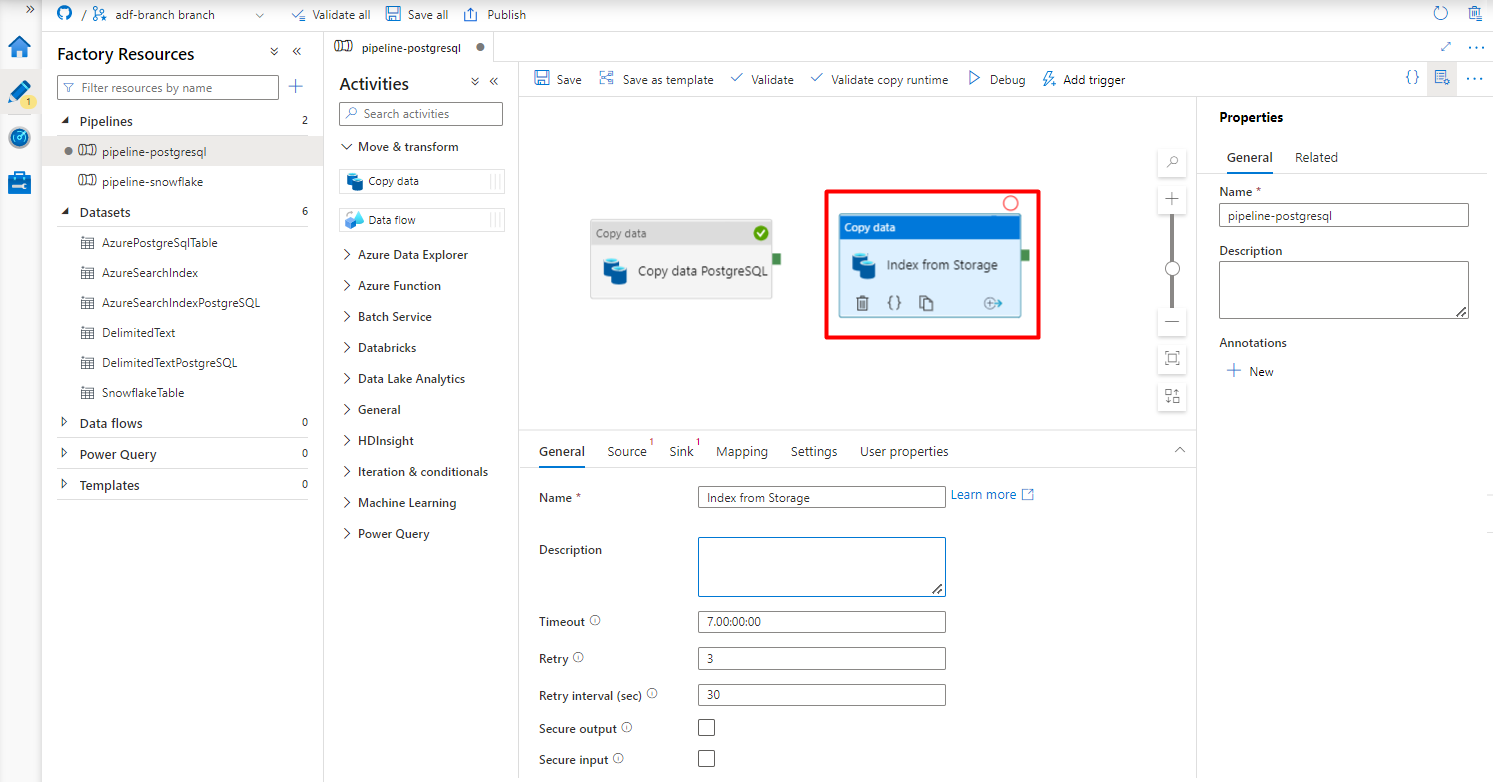 / adf-branch branch
Validate all
Save all
Publish
1
Factory Resources
Filter resources by name
Pipelines 2
pipeline-postgresql
pipeline-snowflake
Datasets 6
AzurePostgreSqlTable
AzureSearchIndex
AzureSearchIndexPostgreSQL
DelimitedText
DelimitedTextPostgreSQL
SnowflakeTable
Data flows 0
Power Query 0
Templates 0
pipeline-postgresql
Activities
Search activities
Move & transform
Copy data
Data flow
Azure Data Explorer
Azure Function
Batch Service
Databricks
Data Lake Analytics
General
HDInsight
Iteration & conditionals
Machine Learning
Power Query
Save
Save as template
Validate
Validate copy runtime
Debug
Add trigger
Copy data
Copy data PostgreSQL
Copy data
Index from Storage
General
Source 1
Sink 1
Mapping
Settings
User properties
Name * Index from Storage Learn more
Description
Timeout 7.00:00:00
Retry 3
Retry interval (sec) 30
Secure output
Secure input
Properties
General
Related
Name *
pipeline-postgresql
Description
Annotations
New